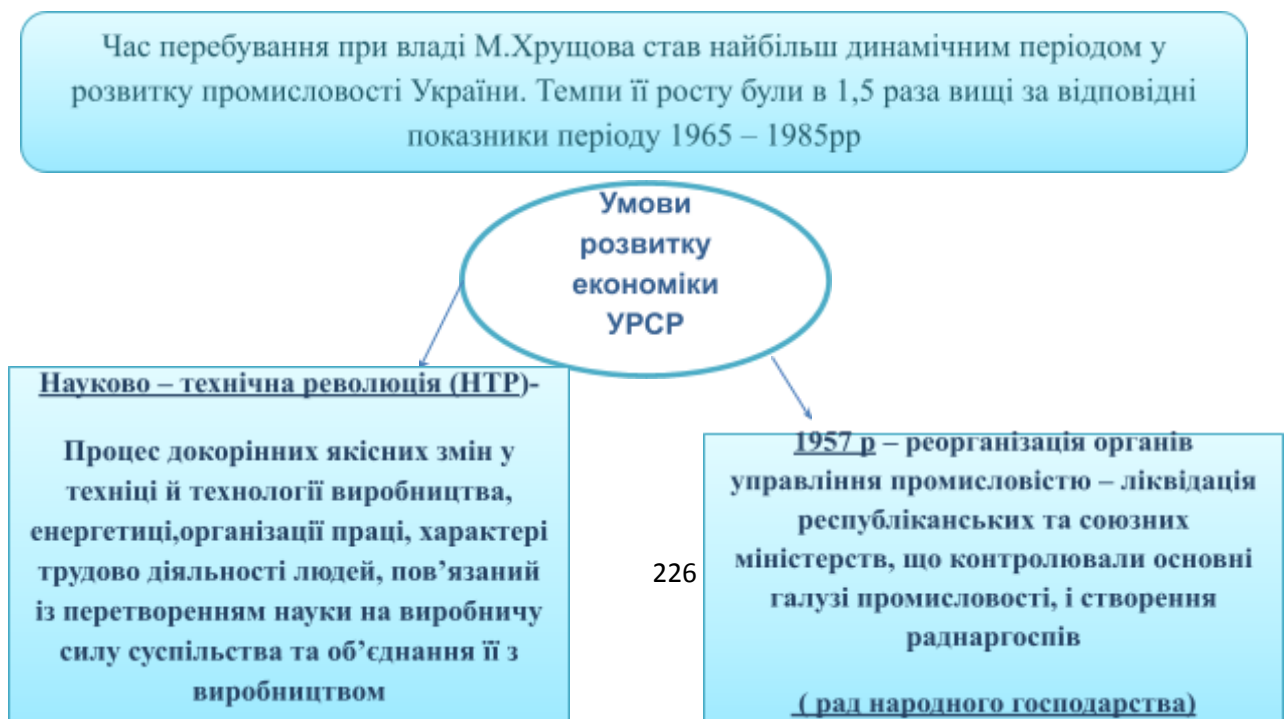 Час перебування при владі М.Хрущова став найбільш динамічним періодом у
розвитку промисловості України. Темпи її росту були в 1,5 раза вищі за відповідні
показники періоду 1965 – 1985рр
Умови
розвитку
економіки
УРСР
Науково – технічна революція (НТР)-
Процес докорінних якісних змін у
техніці й технології виробництва,
енергетиці,організації праці, характері
трудово діяльності людей, пов’язаний
із перетворенням науки на виробничу
силу суспільства та об’єднання її з
виробництвом
226
1957 р – реорганізація органів
управління промисловістю – ліквідація
республіканських та союзних
міністерств, що контролювали основні
галузі промисловості, і створення
раднаргоспів
( рад народного господарства)